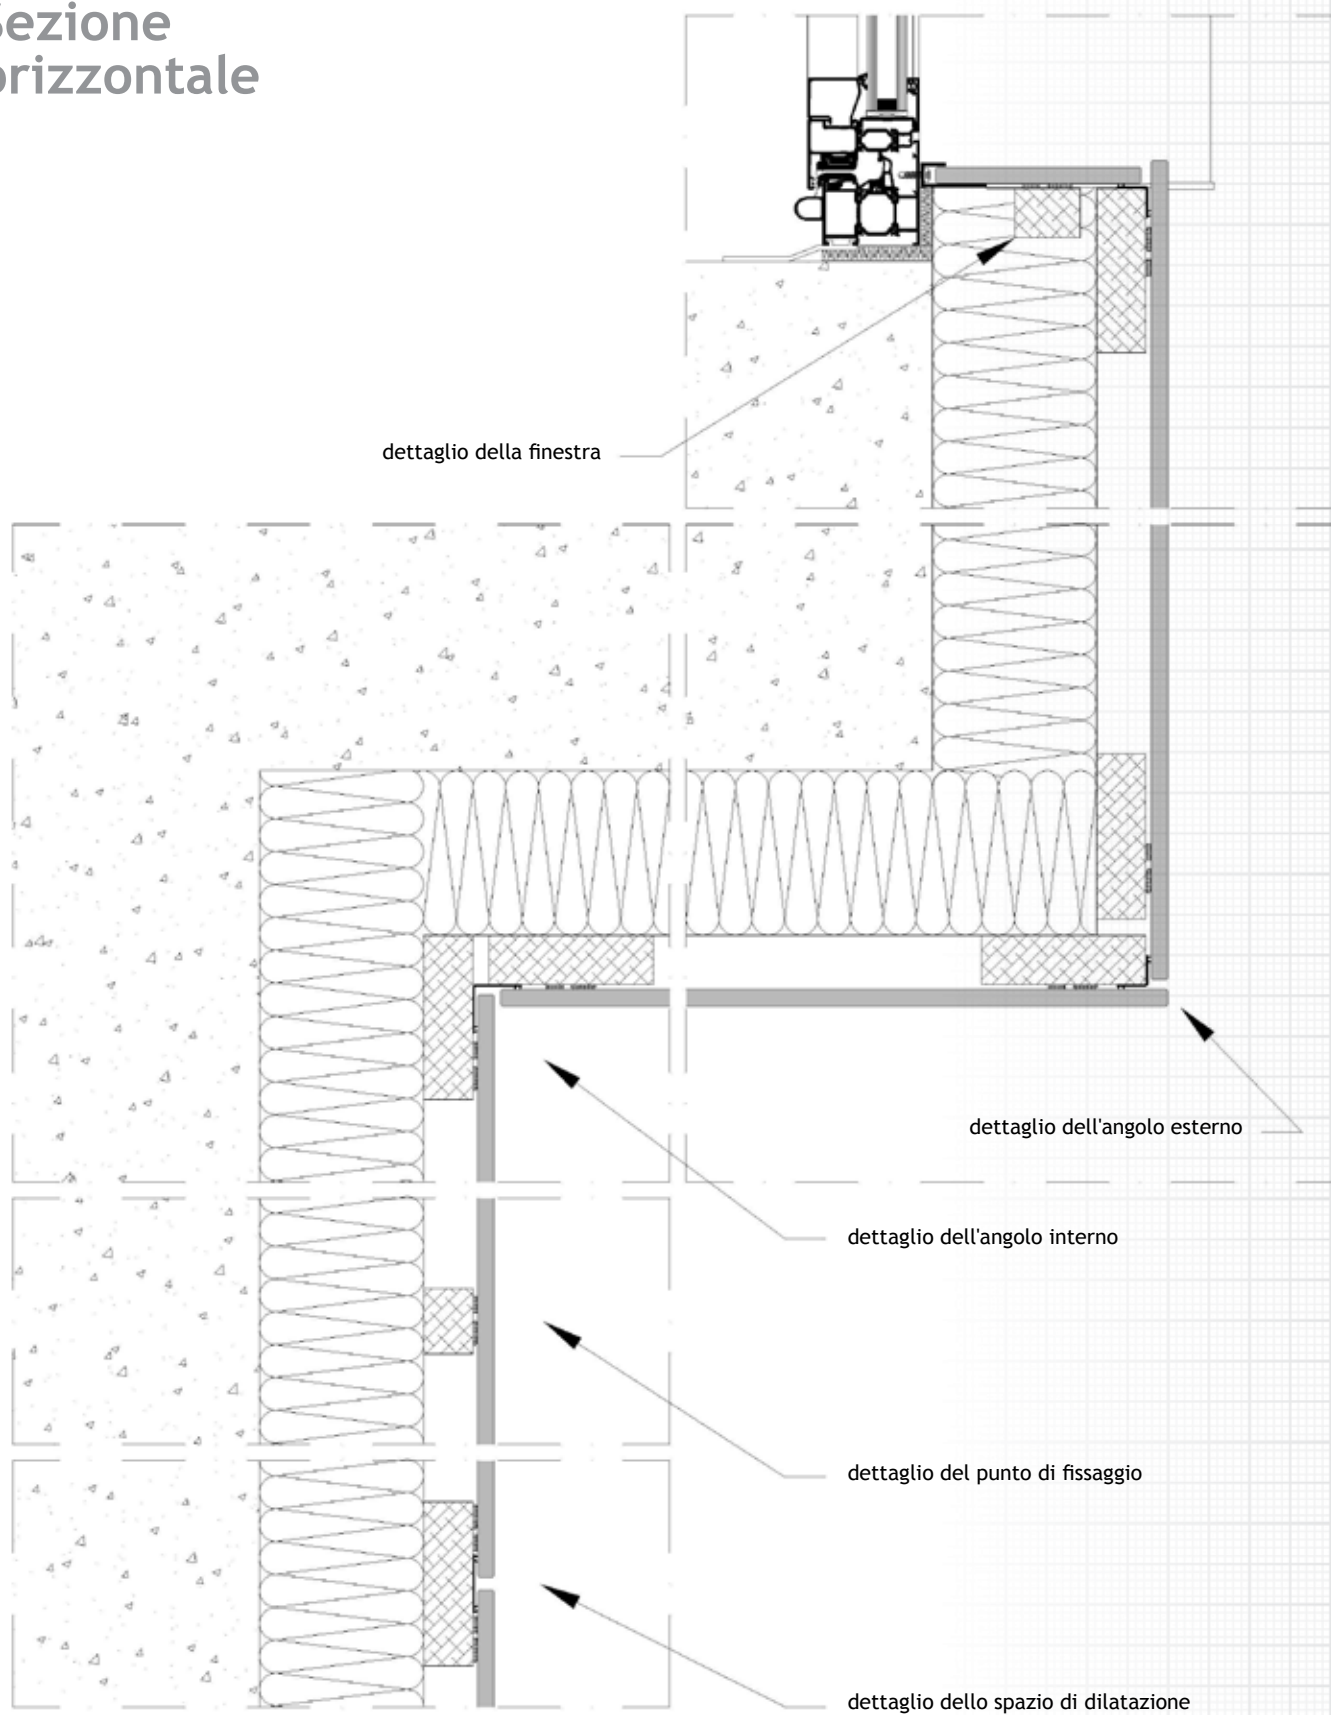 Sezione
orizzontale
dettaglio della finestra
dettaglio dell'angolo esterno
dettaglio dell'angolo interno
dettaglio del punto di fissaggio
dettaglio dello spazio di dilatazione